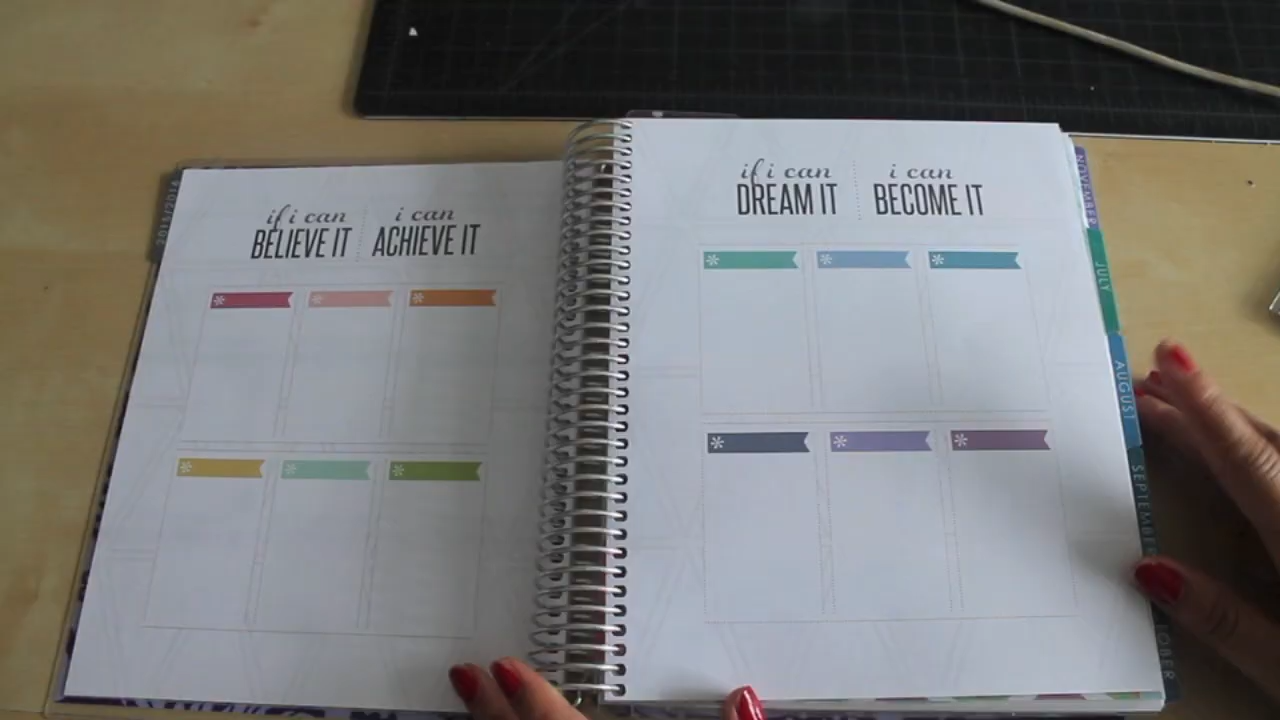 if i can
BELIEVE IT
i can
ACHIEVE IT
if i can
DREAM IT
i can
BECOME IT
NOVEMBER
JULY
AUGUST
SEPTEMBER